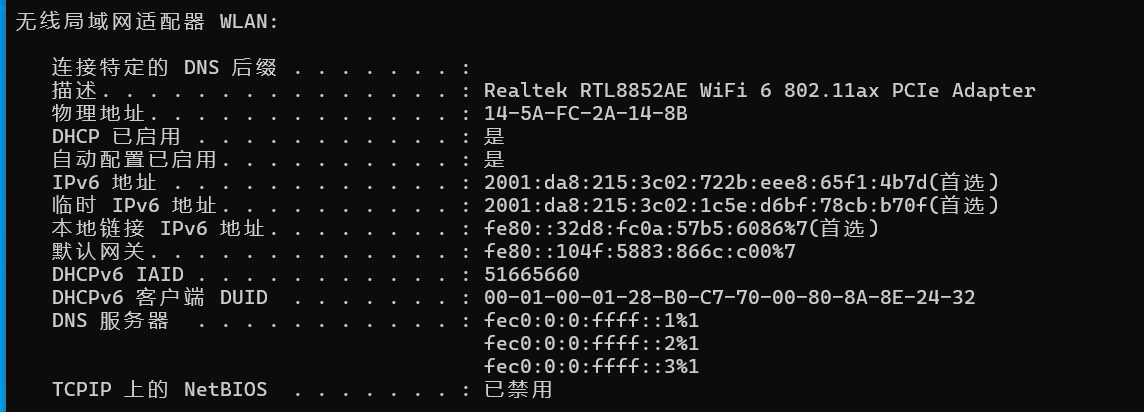 无线局域网适配器 WLAN:
连接特定的 DNS 后缀 . . . . . . . :
描述. . . . . . . . . . . . . . . : Realtek RTL8852AE WiFi 6 802.11ax PCIe Adapter
物理地址. . . . . . . . . . . . . : 14-5A-FC-2A-14-8B
DHCP 已启用 . . . . . . . . . . . : 是
自动配置已启用. . . . . . . . . . : 是
IPv6 地址 . . . . . . . . . . . . : 2001:da8:215:3c02:722b:eee8:65f1:4b7d(首选)
临时 IPv6 地址. . . . . . . . . . : 2001:da8:215:3c02:1c5e:d6bf:78cb:b70f(首选)
本地链接 IPv6 地址. . . . . . . . : fe80::32d8:fc0a:57b5:6086%7(首选)
默认网关. . . . . . . . . . . . . : fe80::104f:5883:866c:c00%7
DHCPv6 IAID . . . . . . . . . . . : 51665660
DHCPv6 客户端 DUID  . . . . . . . : 00-01-00-01-28-B0-C7-70-00-80-8A-8E-24-32
DNS 服务器  . . . . . . . . . . . : fec0:0:0:ffff::1%1
fec0:0:0:ffff::2%1
fec0:0:0:ffff::3%1
TCPIP 上的 NetBIOS  . . . . . . . : 已禁用